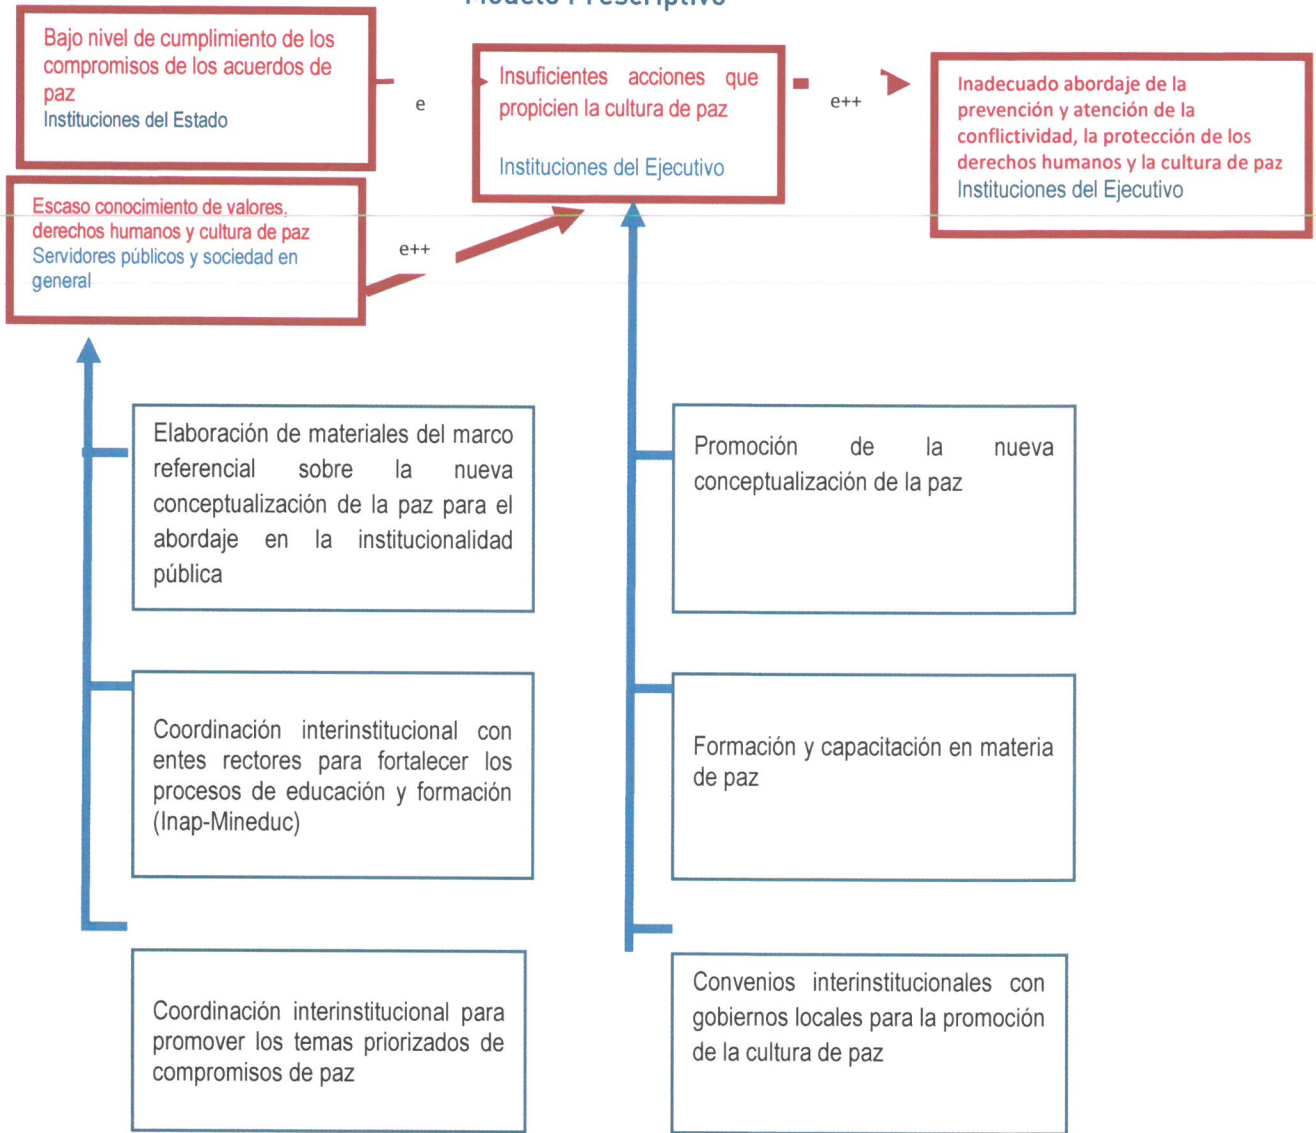 Modelo Prescriptivo
Bajo nivel de cumplimiento de los
compromisos de los acuerdos de
paz
Instituciones del Estado
e
Insuficientes acciones que
propicien la cultura de paz
Instituciones del Ejecutivo
e++
Inadecuado abordaje de la
prevención y atención de la
conflictividad, la protección de los
derechos humanos y la cultura de paz
Instituciones del Ejecutivo
Escaso conocimiento de valores,
derechos humanos y cultura de paz
Servidores públicos y sociedad en
general
e++
Elaboración de materiales del marco
referencial sobre la nueva
conceptualización de la paz para el
abordaje en la institucionalidad
pública
Coordinación interinstitucional con
entes rectores para fortalecer los
procesos de educación y formación
(Inap-Mineduc)
Coordinación interinstitucional para
promover los temas priorizados de
compromisos de paz
Promoción de la nueva
conceptualización de la paz
Formación y capacitación en materia
de paz
Convenios interinstitucionales con
gobiernos locales para la promoción
de la cultura de paz